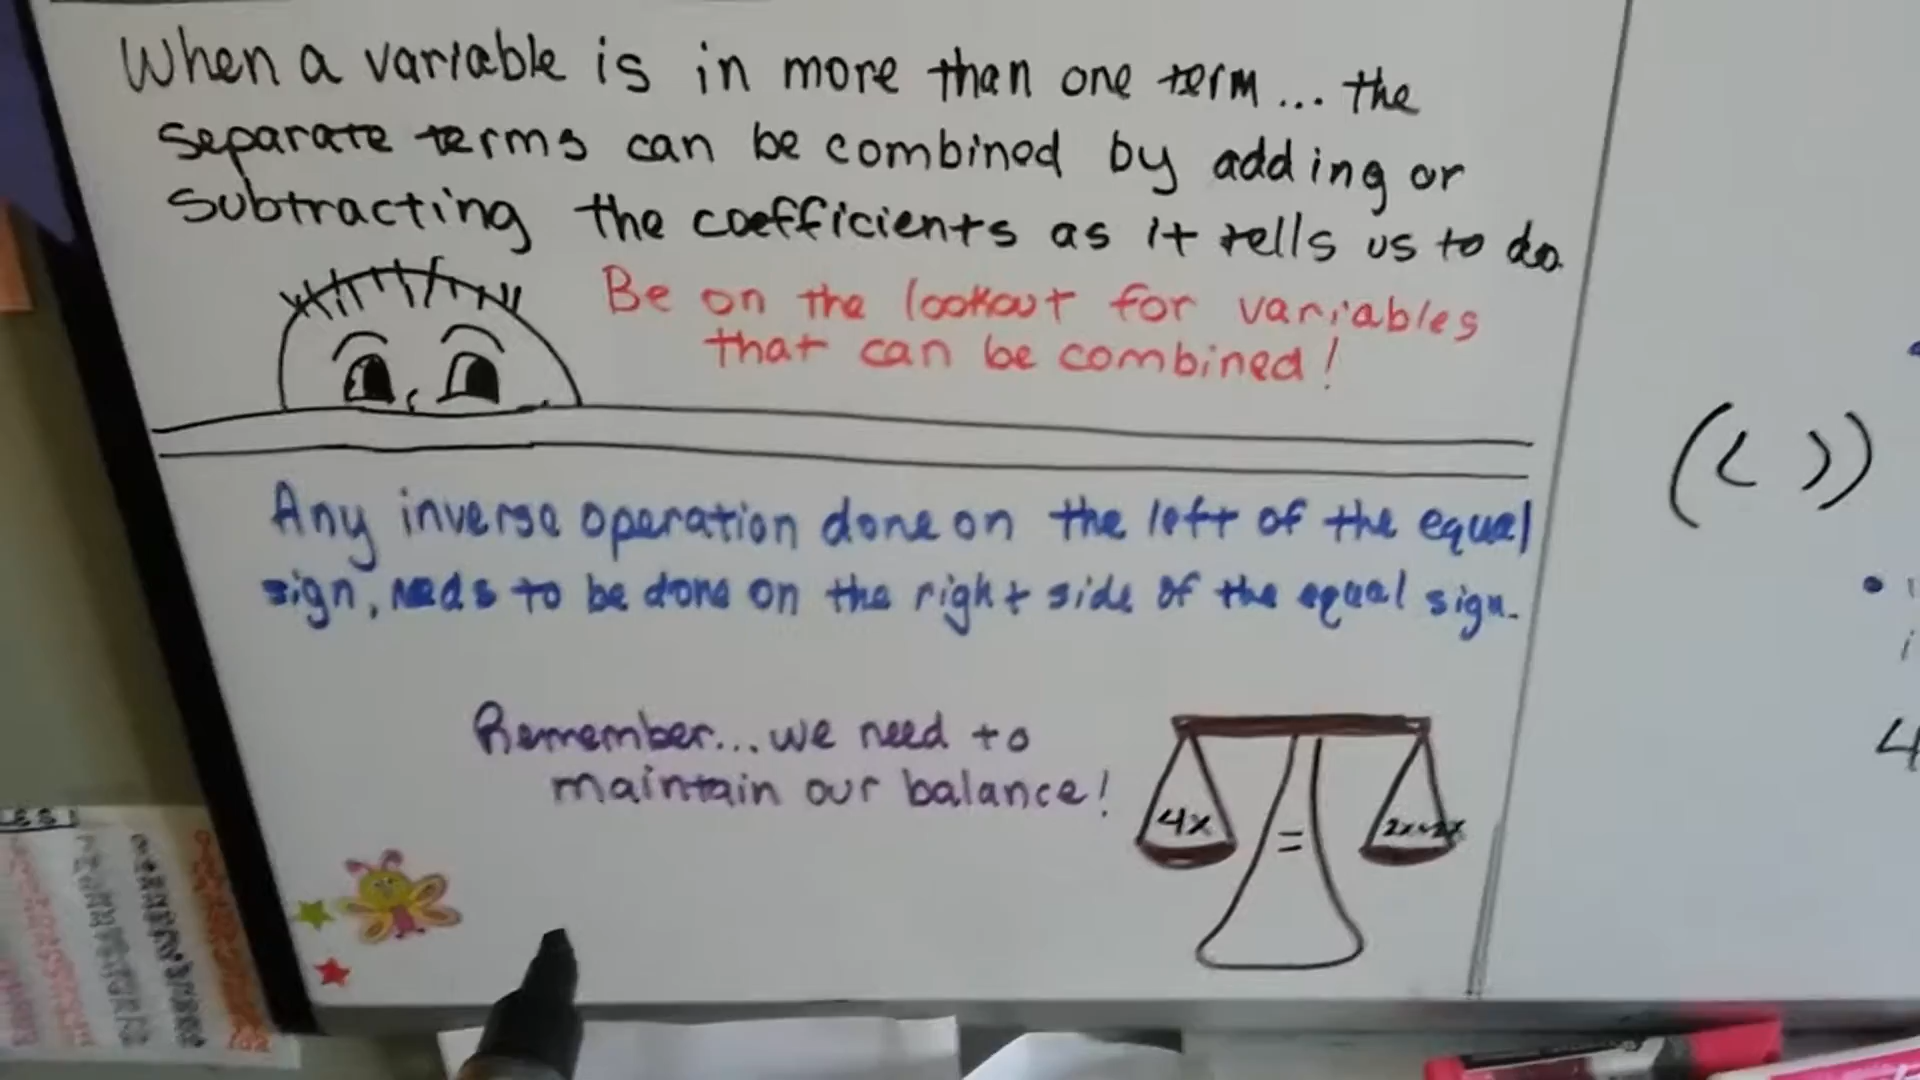 When a variable is in more than one term... the
separate terms can be combined by adding or
subtracting the coefficients as it tells us to do.
Be on the lookout for variables
that can be combined!
Any inverse operation done on the left of the equal
sign, needs to be done on the right side of the equal sign.
Remember... we need to
maintain our balance!
4x
=
(< >)
4